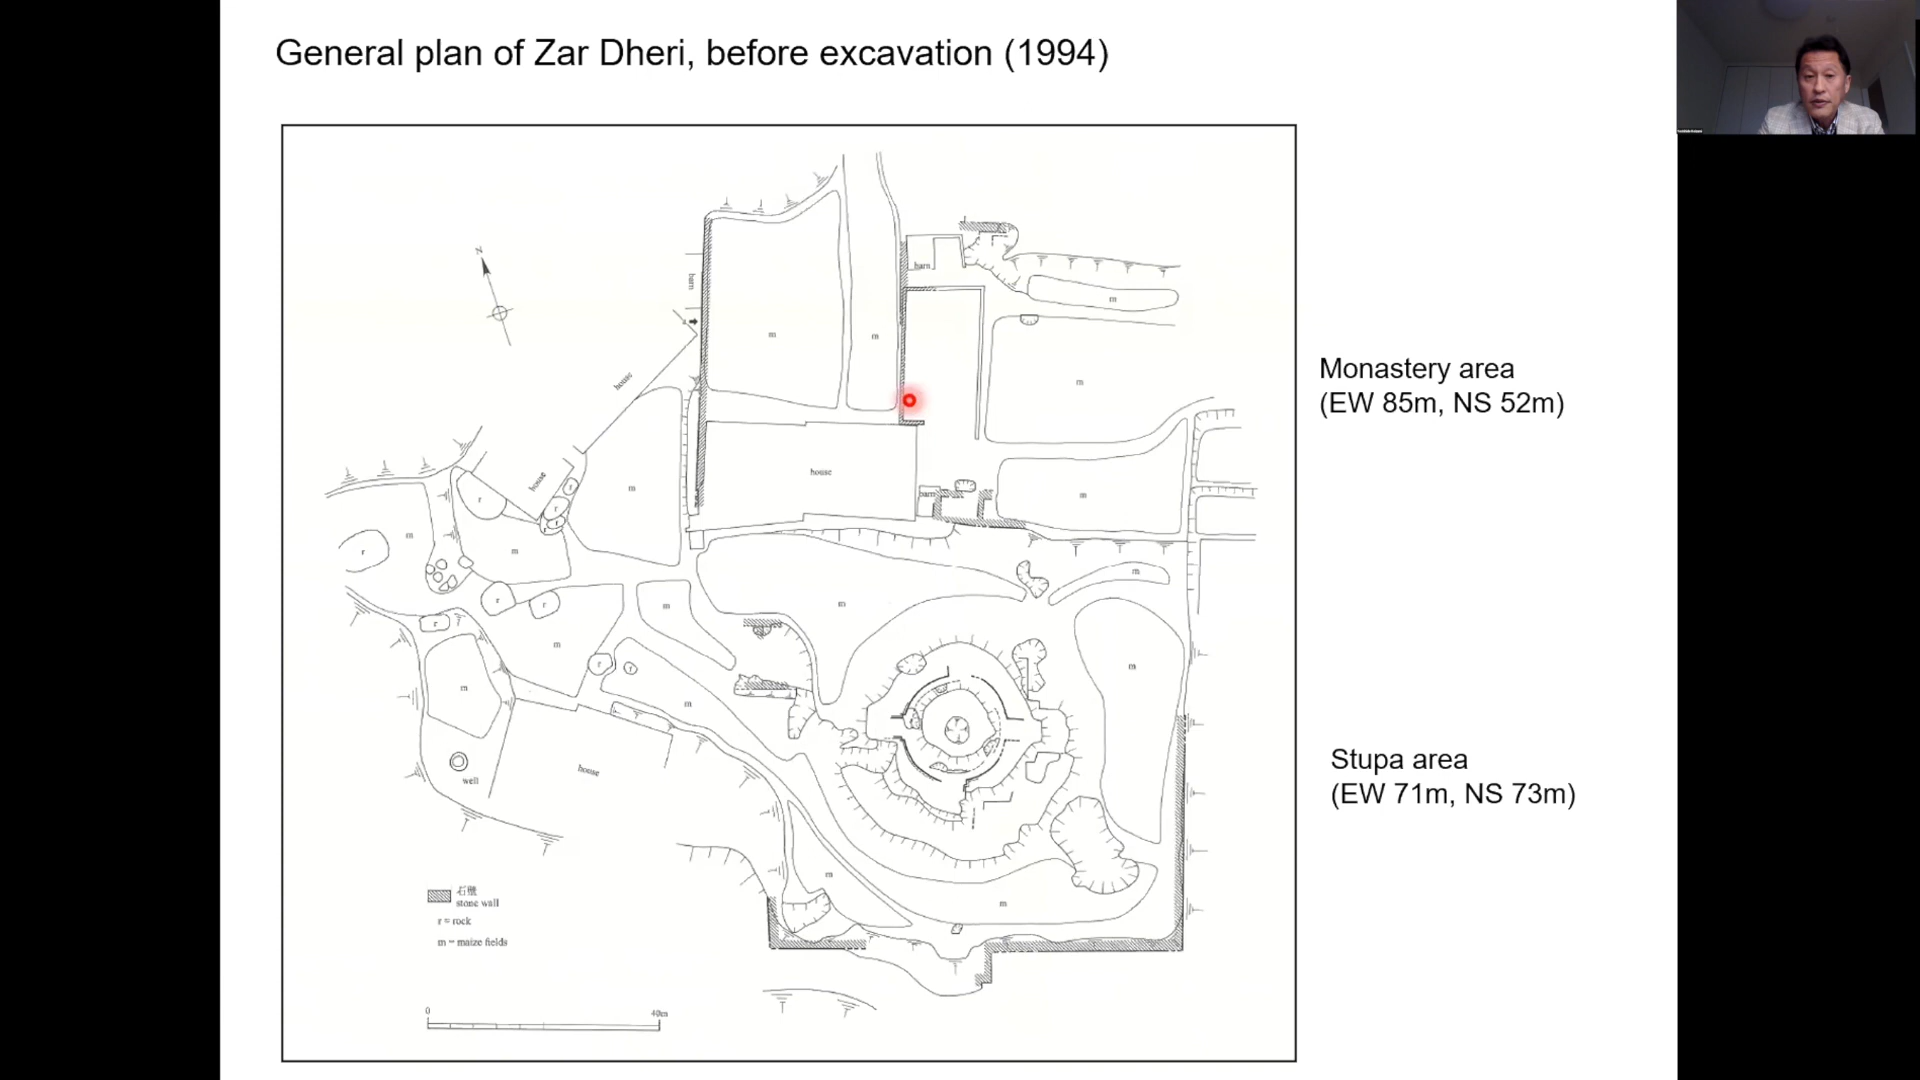 General plan of Zar Dheri, before excavation (1994)
N
barn
barn
m
m
m
m
house
m
house
house
m
barn
m
r
r
r
r
m
r
m
m
m
r
r
m
r
m
r
r
m
m
m
m
well
house
m
m
石壁
stone wall
r = rock
m = maize fields
0
40m
Monastery area
(EW 85m, NS 52m)
Stupa area
(EW 71m, NS 73m)